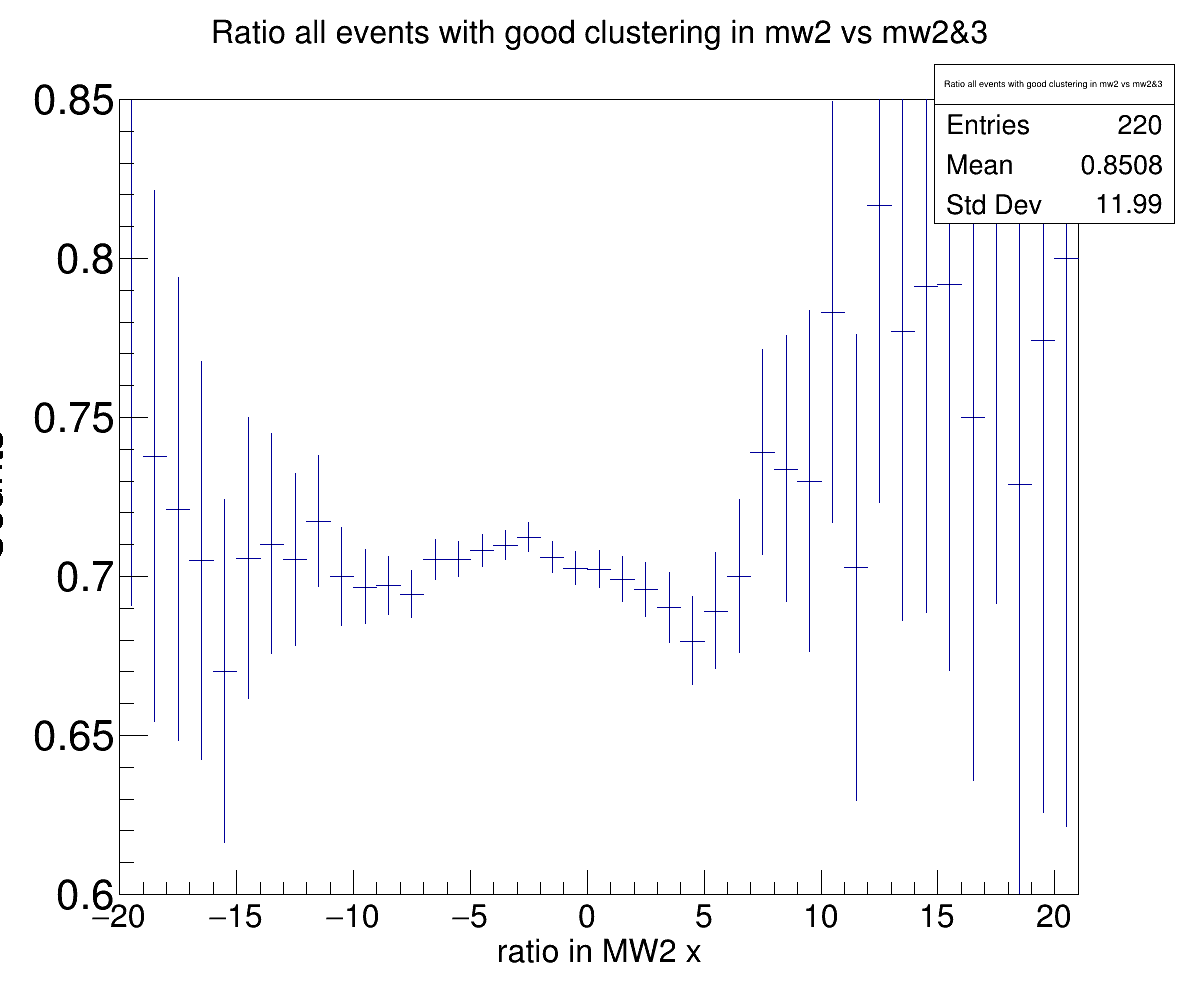 Ratio all events with good clustering in mw2 vs mw2&3
Ratio all events with good clustering in mw2 vs mw2&3
Entries 220
Mean 0.8508
Std Dev 11.99
0.85
0.8
0.75
0.7
0.65
0.6
−20 −15 −10 −5 0 5 10 15 20
ratio in MW2 x